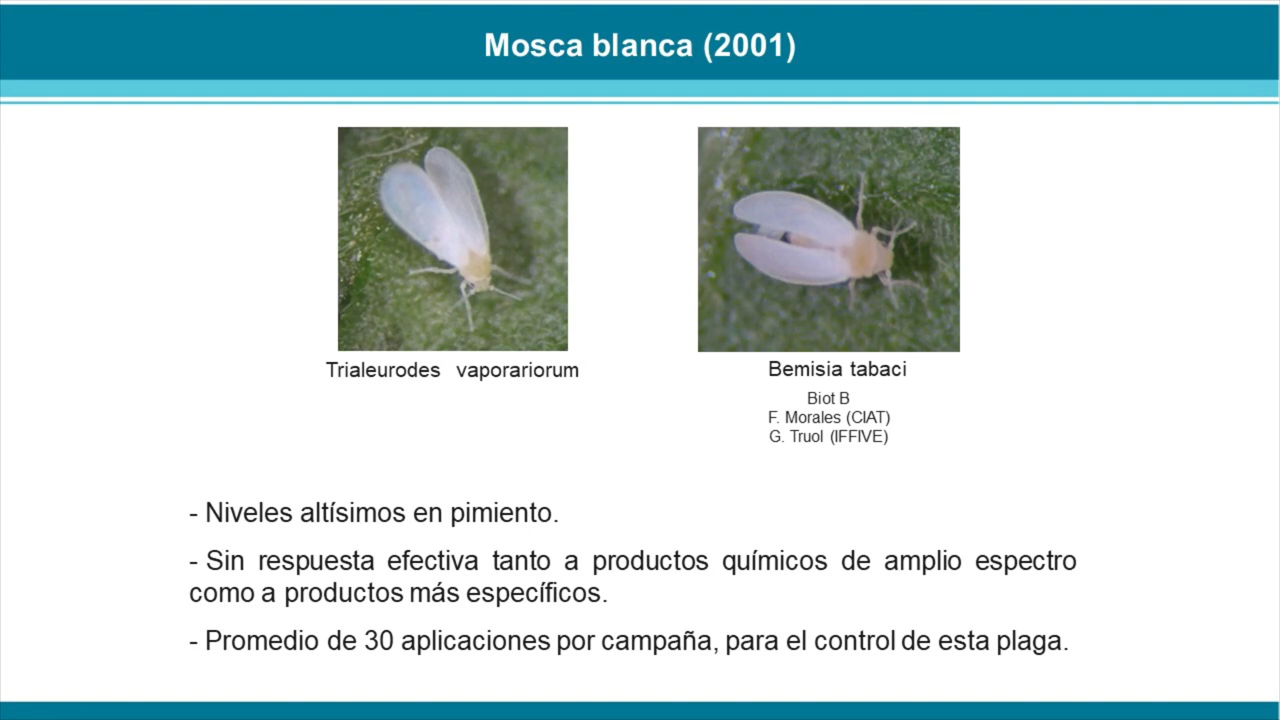 Mosca blanca (2001)
Trialeurodes vaporariorum
Bemisia tabaci
Biot B
F. Morales (CIAT)
G. Truol (IFFIVE)
- Niveles altísimos en pimiento.
- Sin respuesta efectiva tanto a productos químicos de amplio espectro
como a productos más específicos.
- Promedio de 30 aplicaciones por campaña, para el control de esta plaga.